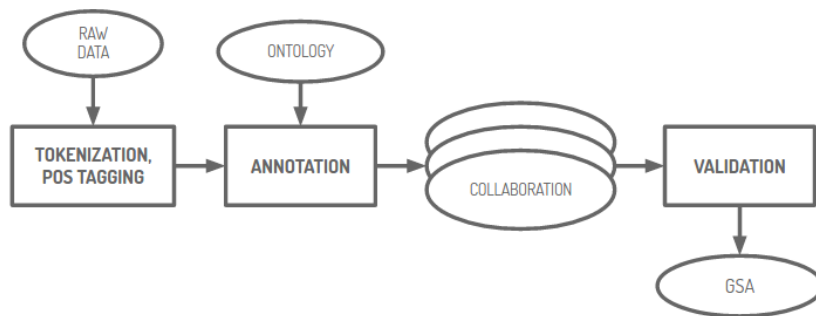 RAW
DATA
ONTOLOGY
TOKENIZATION,
POS TAGGING
ANNOTATION
COLLABORATION
VALIDATION
GSA